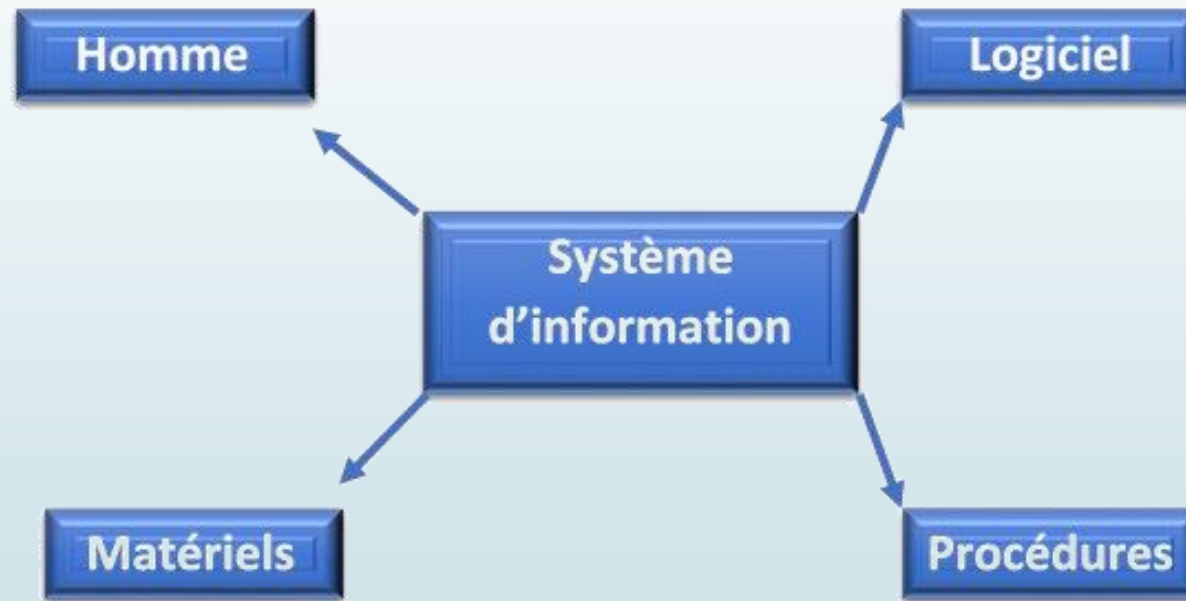 Homme
Logiciel
Système
d’information
Matériels
Procédures